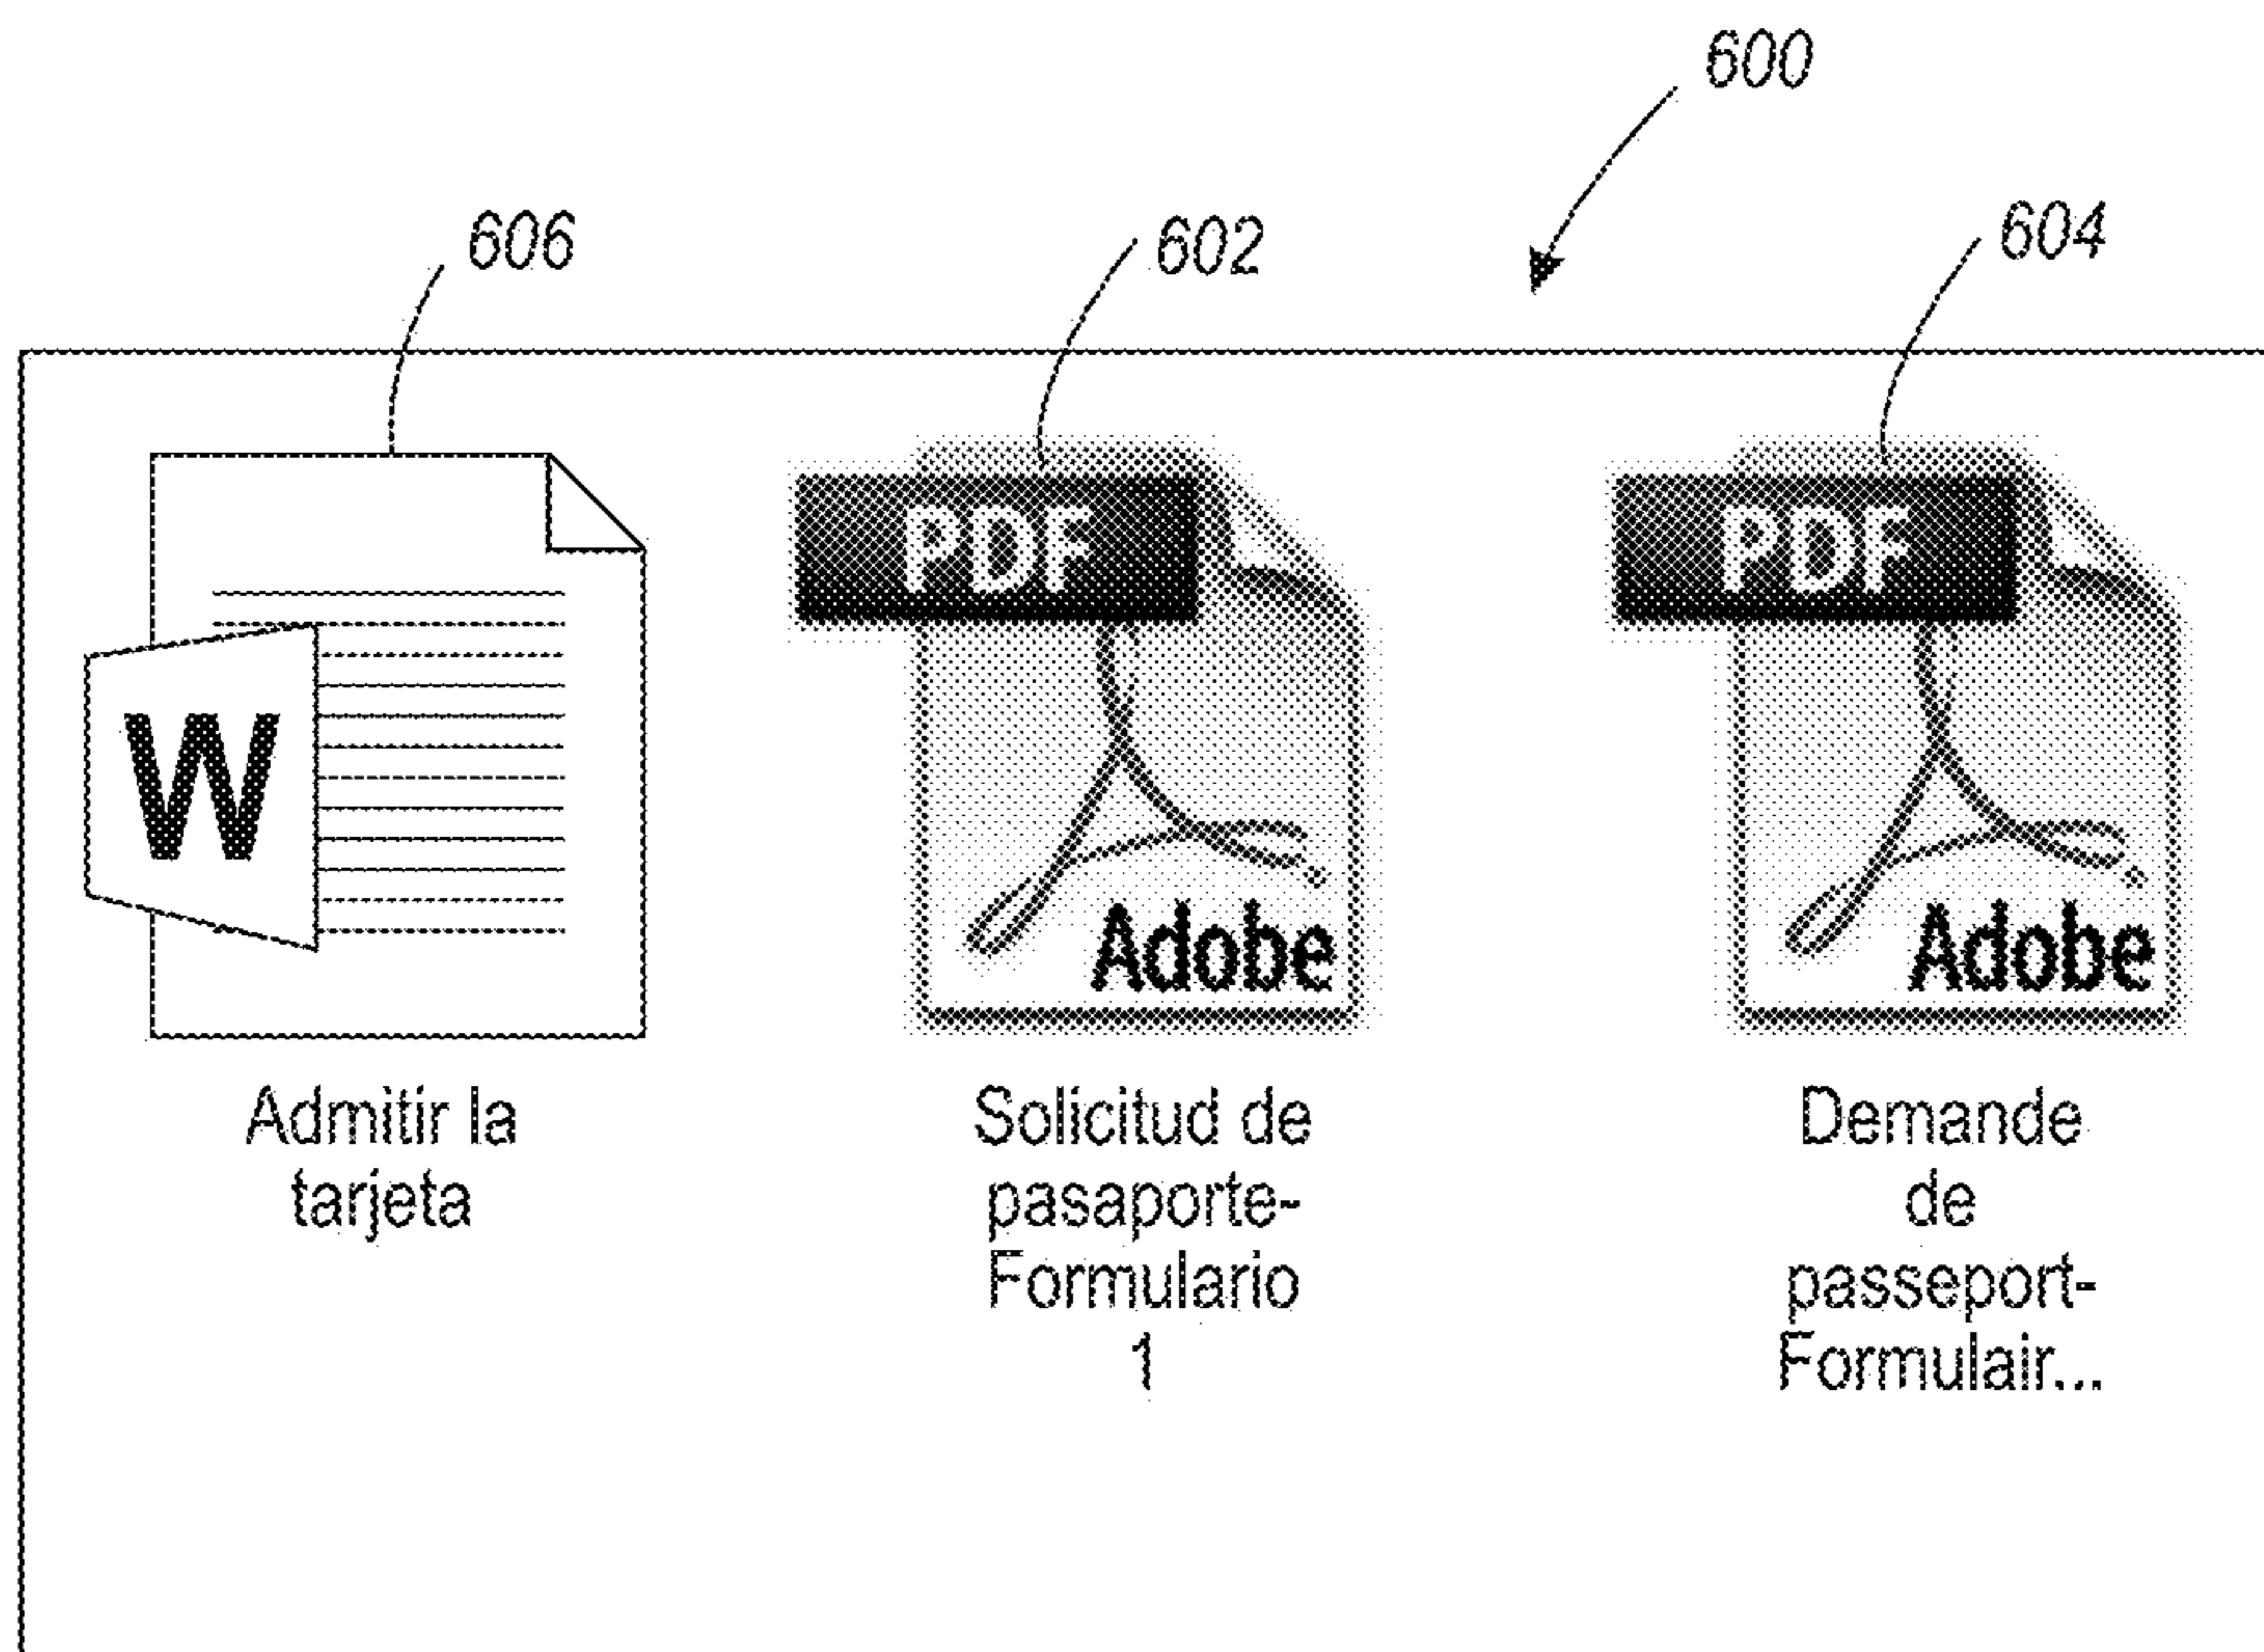 600
606
602
604
PDF
PDF
W
Adobe
Adobe
Admitir la
tarjeta
Solicitud de
pasaporte-
Formulario
1
Demande
de
passeport-
Formulair...